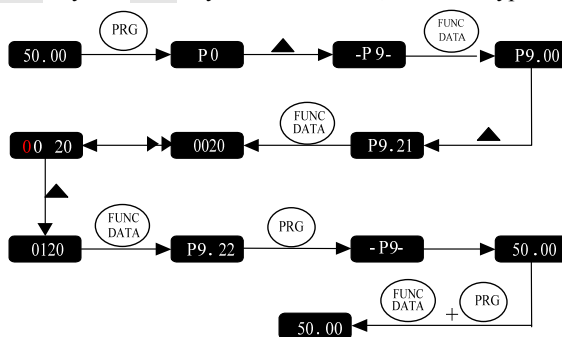 PRG
FUNC
DATA
50.00 P0 -P9- P9.00
FUNC
DATA
00 20 0020 P9.21
FUNC
DATA
PRG
0120 P9.22 -P9- 50.00
FUNC
DATA + PRG
50.00